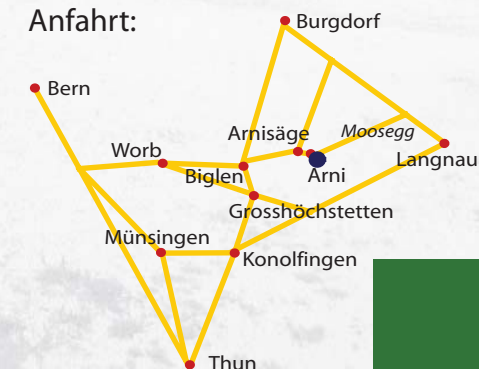 Anfahrt:
Burgdorf
Bern
Arnisäge
Moosegg
Worb
Langnau
Biglen
Arni
Grosshöchstetten
Münsingen
Konolfingen
Thun